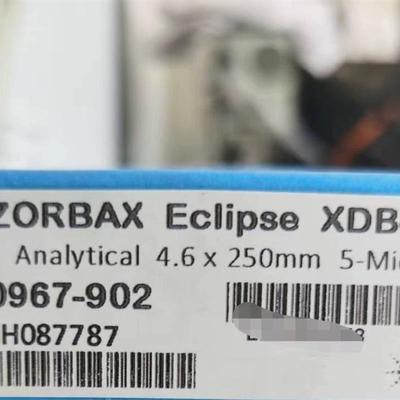 ZORBAX Eclipse XDB-
Analytical 4.6 x 250mm 5-Mi
0967-902
H087787